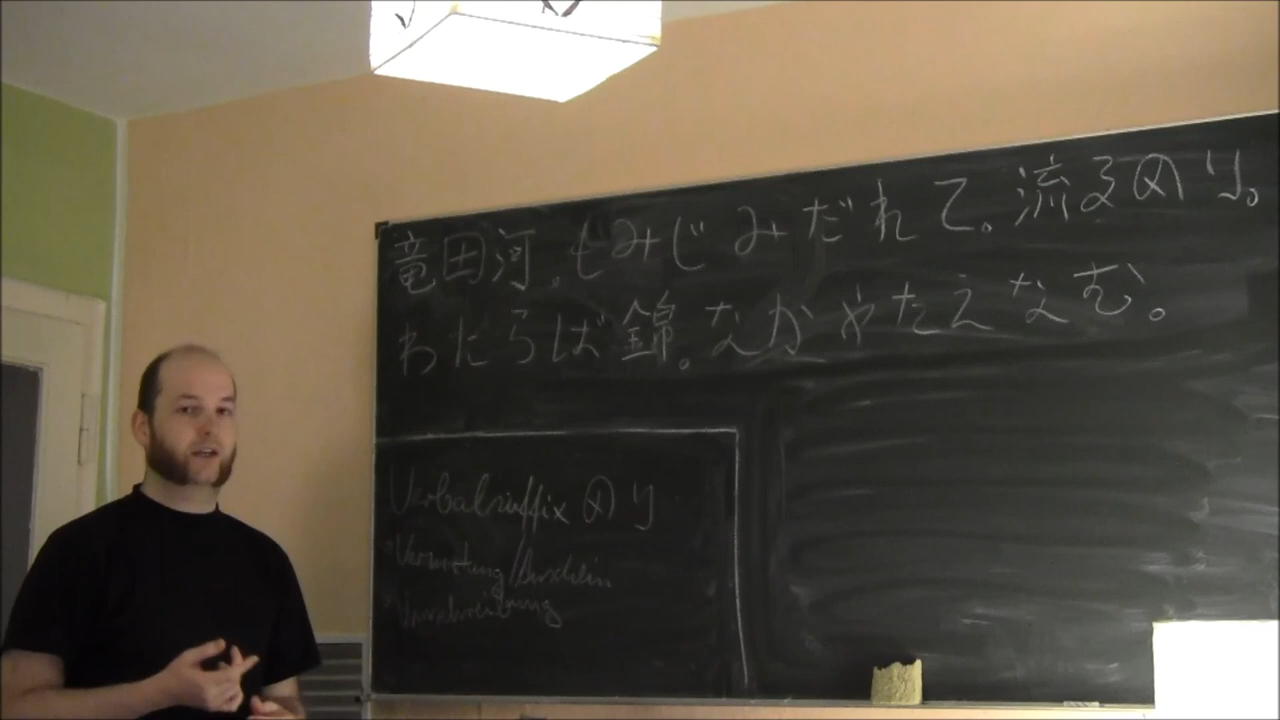 竜田河。もみじみだれて。流るめり。
わたらば錦。なかやたえなむ。
Verbalsuffix めり
*Vermutung/Anschein
*Umschreibung